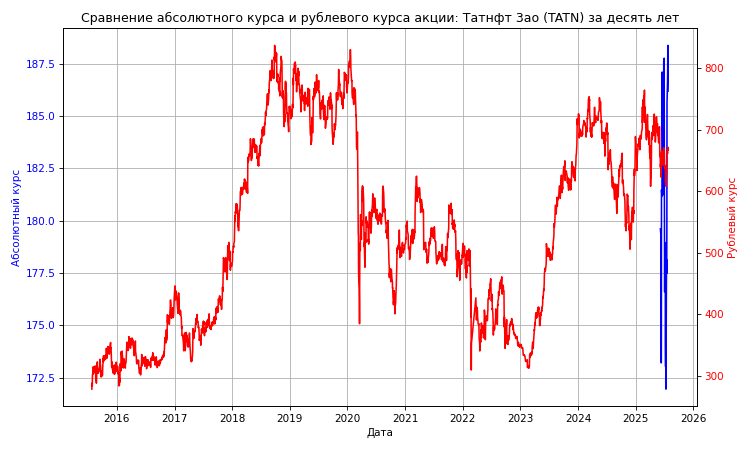 Сравнение абсолютного курса и рублевого курса акции: Татнфт 3ао (TATN) за десять лет
187.5
185.0
182.5
180.0
177.5
175.0
172.5
Абсолютный курс
800
700
600
500
400
300
Рублевый курс
2016 2017 2018 2019 2020 2021 2022 2023 2024 2025 2026
Дата